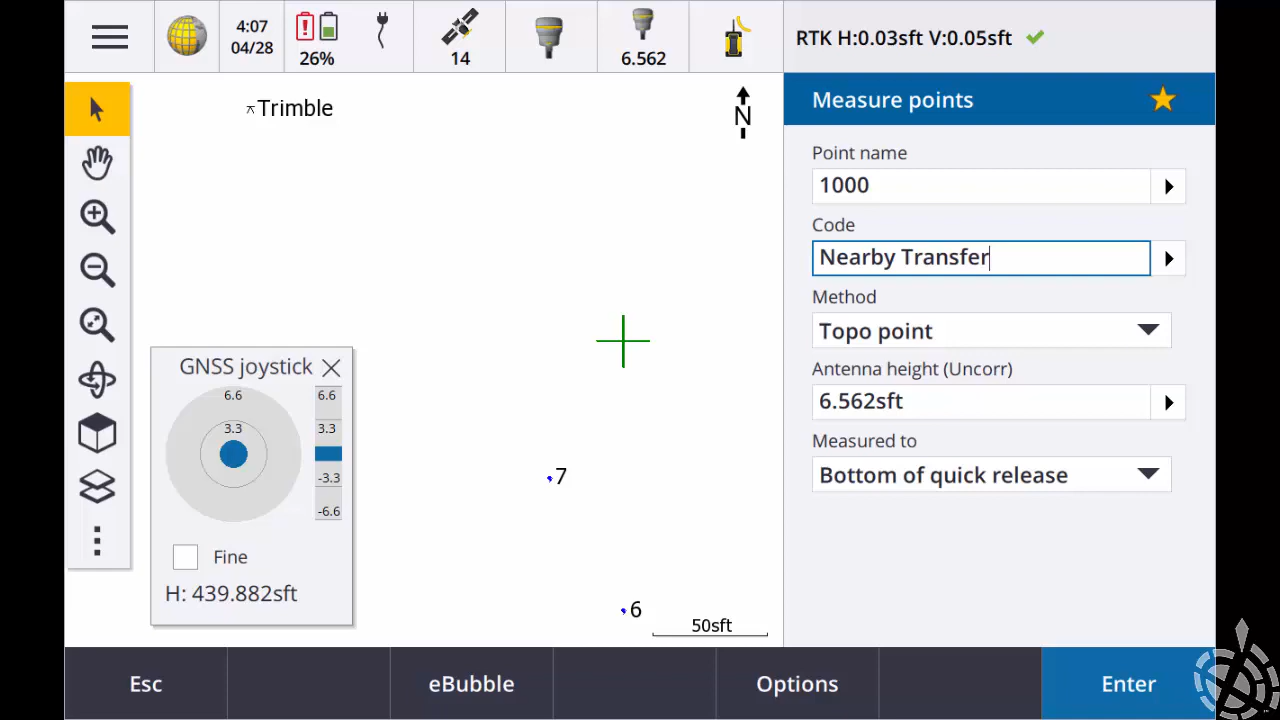 4:07
04/28
26%
14
6.562
RTK H:0.03sft V:0.05sft
Trimble
N
Measure points
Point name
1000
Code
Nearby Transfer
Method
Topo point
Antenna height (Uncorr)
6.562sft
Measured to
Bottom of quick release
GNSS joystick
6.6
3.3
6.6
3.3
-3.3
-6.6
Fine
H: 439.882sft
7
6
50sft
Esc
eBubble
Options
Enter